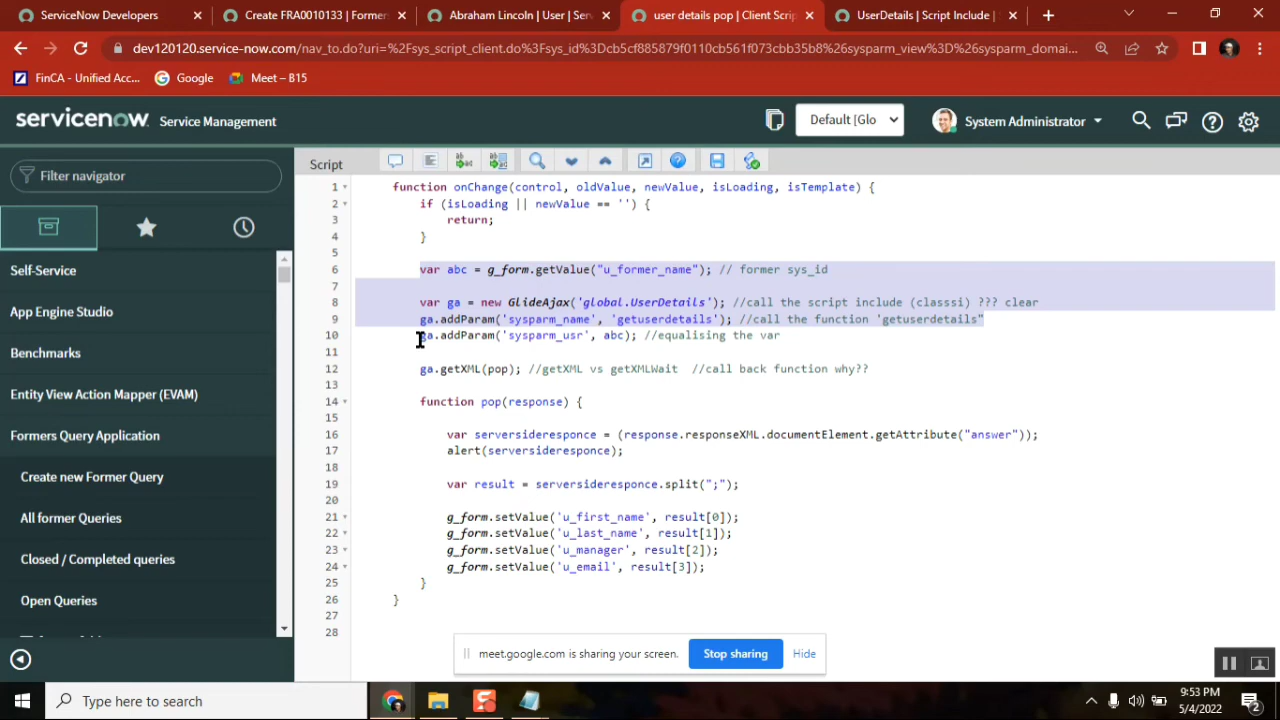 ServiceNow Developers
Create FRA0010133 | Former
Abraham Lincoln | User | Serv
user details pop | Client Scrip
UserDetails | Script Include |
dev120120.service-now.com/nav_to.do?uri=%2Fsys_script_client.do%3Fsys_id%3Dcb5cf885879f0110cb561f073cbb35b8%26sysparm_view%3D%26sysparm_domai...
FinCA - Unified Acc...
Google
Meet – B15
servicenow. Service Management
Default [Glo
System Administrator
Filter navigator
Self-Service
App Engine Studio
Benchmarks
Entity View Action Mapper (EVAM)
Formers Query Application
Create new Former Query
All former Queries
Closed / Completed queries
Open Queries
Script
1 function onChange(control, oldValue, newValue, isLoading, isTemplate) {
2 if (isLoading || newValue == '') {
3 return;
4 }
5
6 var abc = g_form.getValue("u_former_name"); // former sys_id
7
8 var ga = new GlideAjax('global.UserDetails'); //call the script include (classsi) ??? clear
9 ga.addParam('sysparm_name', 'getuserdetails'); //call the function 'getuserdetails"
10 ga.addParam('sysparm_usr', abc); //equalising the var
11
12 ga.getXML(pop); //getXML vs getXMLWait //call back function why??
13
14 function pop(response) {
15
16 var serversideresponce = (response.responseXML.documentElement.getAttribute("answer"));
17 alert(serversideresponce);
18
19 var result = serversideresponce.split(";");
20
21 g_form.setValue('u_first_name', result[0]);
22 g_form.setValue('u_last_name', result[1]);
23 g_form.setValue('u_manager', result[2]);
24 g_form.setValue('u_email', result[3]);
25 }
26 }
27
28
meet.google.com is sharing your screen.
Stop sharing
Hide
Type here to search
9:53 PM
5/4/2022
2